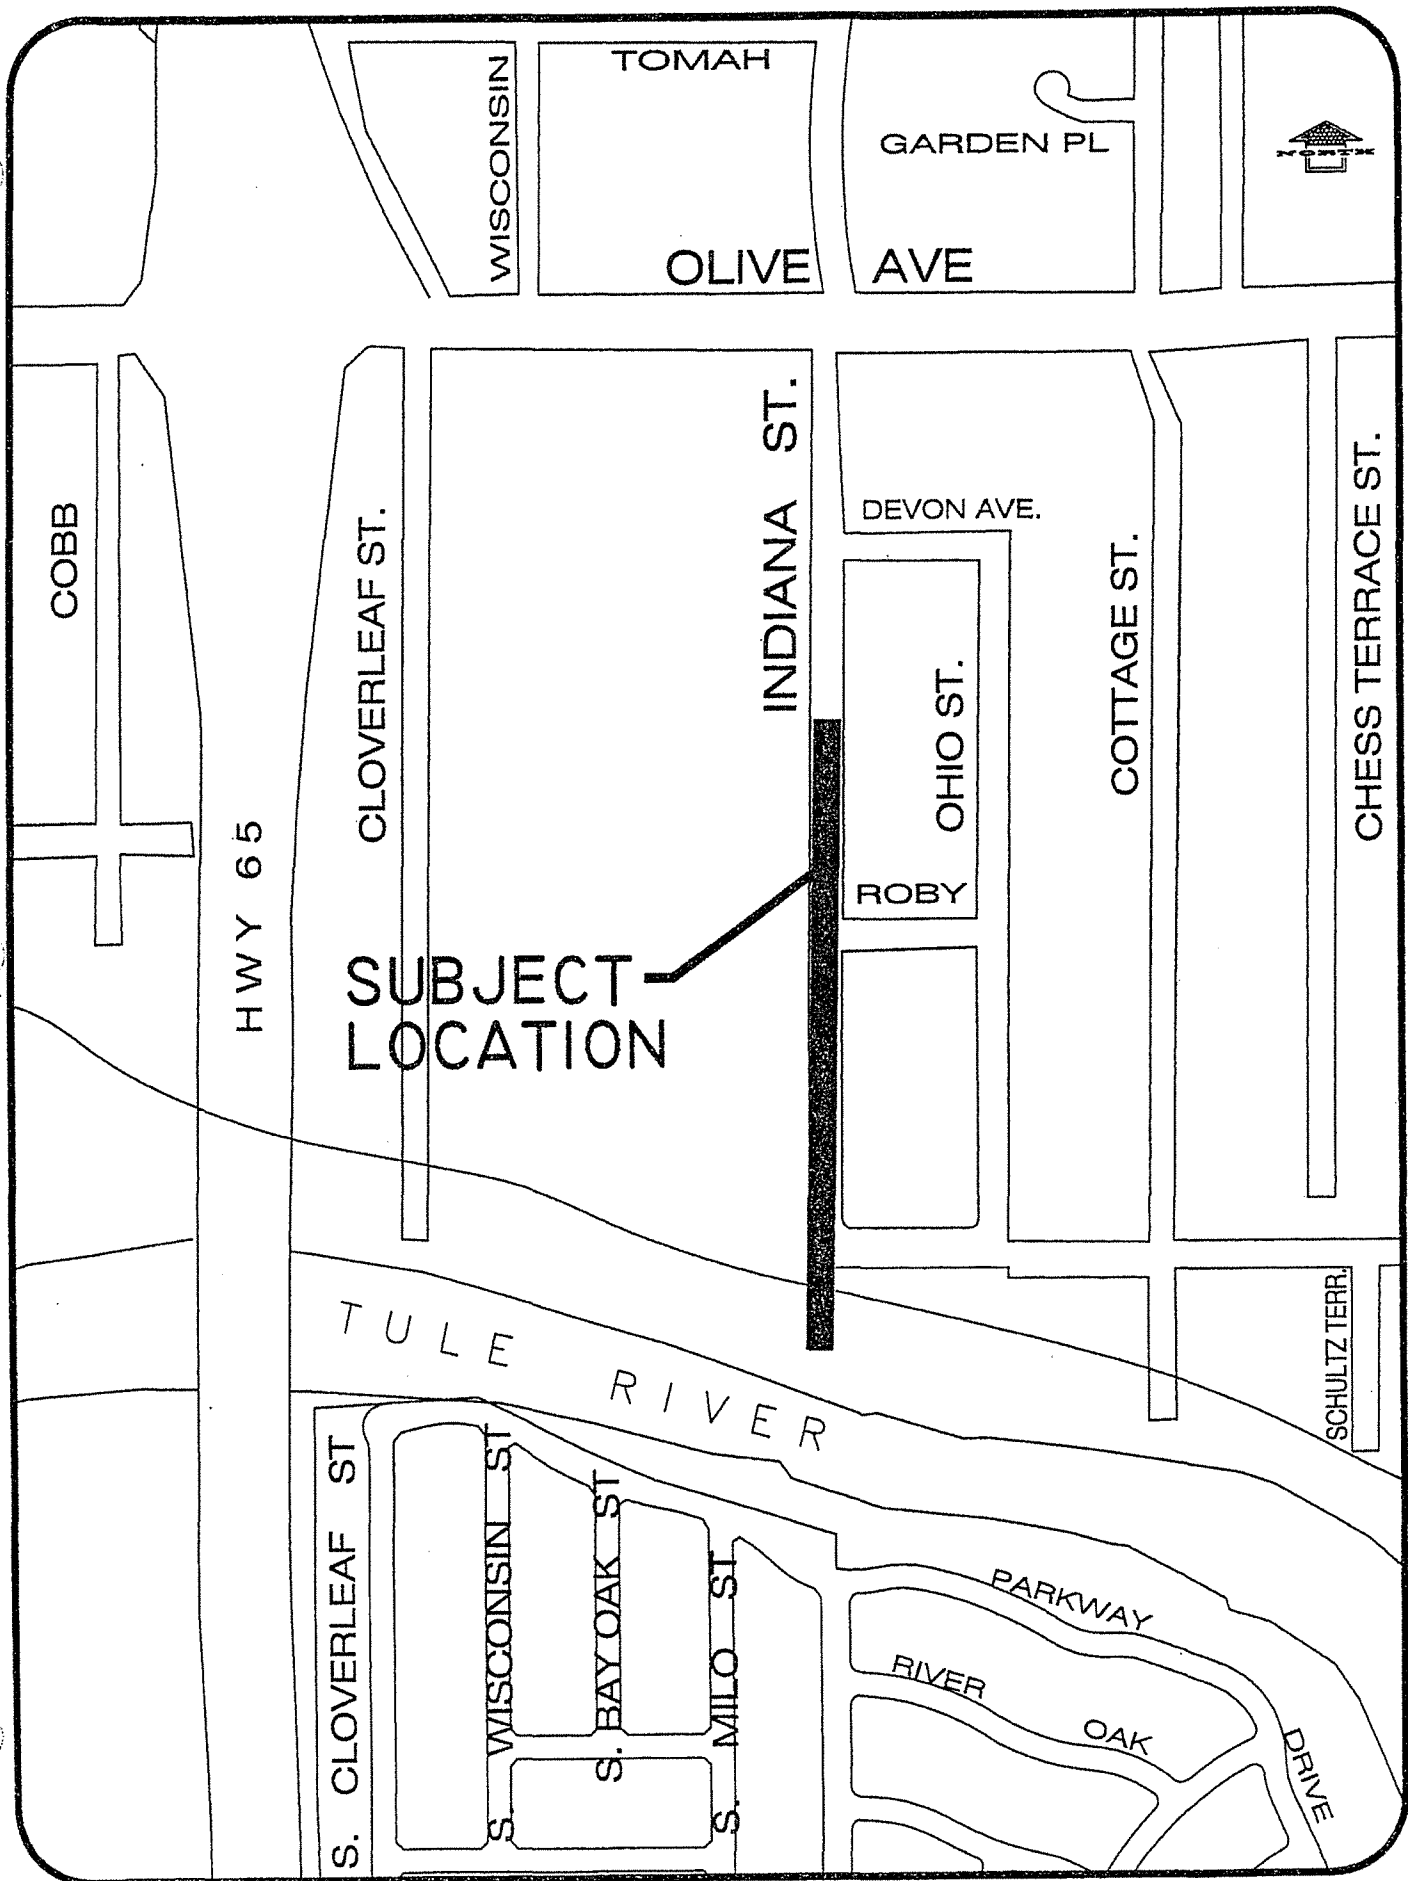 TOMAH
WISCONSIN
GARDEN PL
NORTH
OLIVE AVE
INDIANA ST.
COBB
CLOVERLEAF ST.
DEVON AVE.
OHIO ST.
COTTAGE ST.
CHESS TERRACE ST.
HWY 65
ROBY
SUBJECT
LOCATION
TULE RIVER
SCHULTZ TERR.
S. CLOVERLEAF ST
S. WISCONSIN ST
S. BAY OAK ST
S. MILO ST
PARKWAY
RIVER OAK DRIVE